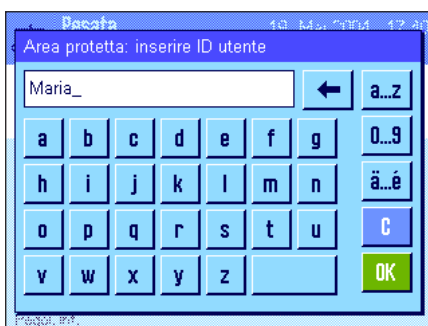 Pesata
Area protetta: inserire ID utente
Maria_
a...z
a b c d e f g
0...9
h i j k l m n
ä...é
o p q r s t u
C
v w x y z
OK